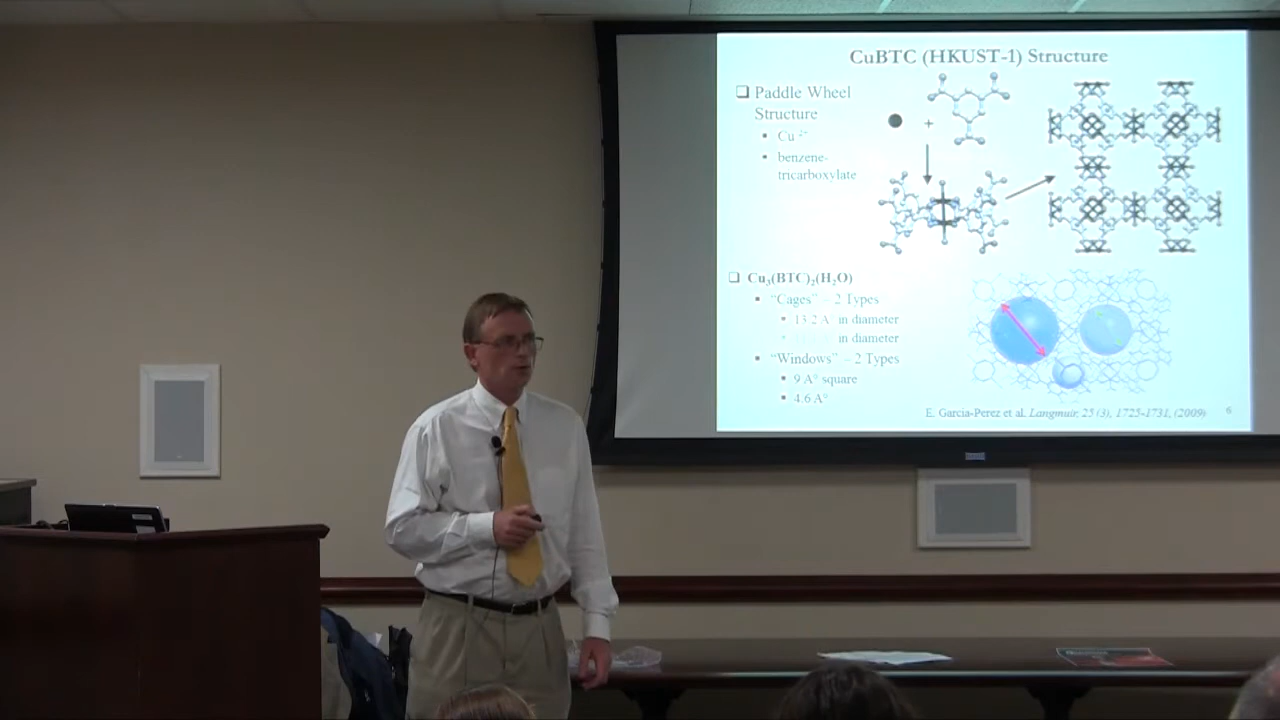 CuBTC (HKUST-1) Structure
❑ Paddle Wheel
Structure
▪ Cu ²⁺
▪ benzene-
tricarboxylate
+
❑ Cu₃(BTC)₂(H₂O)
▪ "Cages" – 2 Types
▪ 13.2 A° in diameter
▪ in diameter
▪ "Windows" – 2 Types
▪ 9 A° square
▪ 4.6 A°
E. Garcia-Perez et al. Langmuir, 25 (3), 1725-1731, (2009) 6